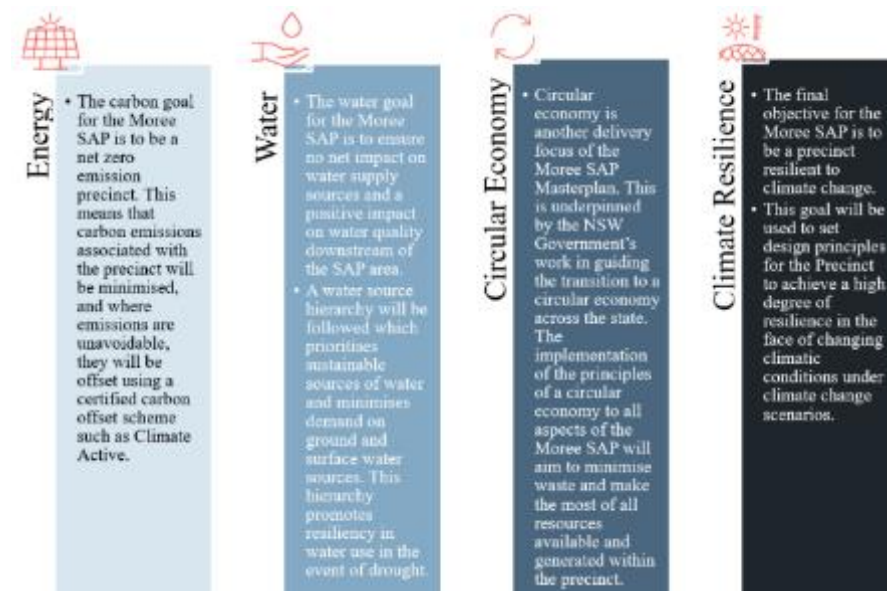 Energy
• The carbon goal
for the Moree
SAP is to be a
net zero
emission
precinct. This
means that
carbon emissions
associated with
the precinct will
be minimised,
and where
emissions are
unavoidable,
they will be
offset using a
certified carbon
offset scheme
such as Climate
Active.
Water
• The water goal
for the Moree
SAP is to ensure
no net impact on
water supply
sources and a
positive impact
on water quality
downstream of
the SAP area.
• A water source
hierarchy will be
followed which
prioritises
sustainable
sources of water
and minimises
demand on
ground and
surface water
sources. This
hierarchy
promotes
resiliency in
water use in the
event of drought.
Circular Economy
• Circular
economy is
another delivery
focus of the
Moree SAP
Masterplan. This
is underpinned
by the NSW
Government's
work in guiding
the transition to a
circular economy
across the state.
The
implementation
of the principles
of a circular
economy to all
aspects of the
Moree SAP will
aim to minimise
waste and make
the most of all
resources
available and
generated within
the precinct.
Climate Resilience
• The final
objective for the
Moree SAP is to
be a precinct
resilient to
climate change.
• This goal will be
used to set
design principles
for the Precinct
to achieve a high
degree of
resilience in the
face of changing
climatic
conditions under
climate change
scenarios.